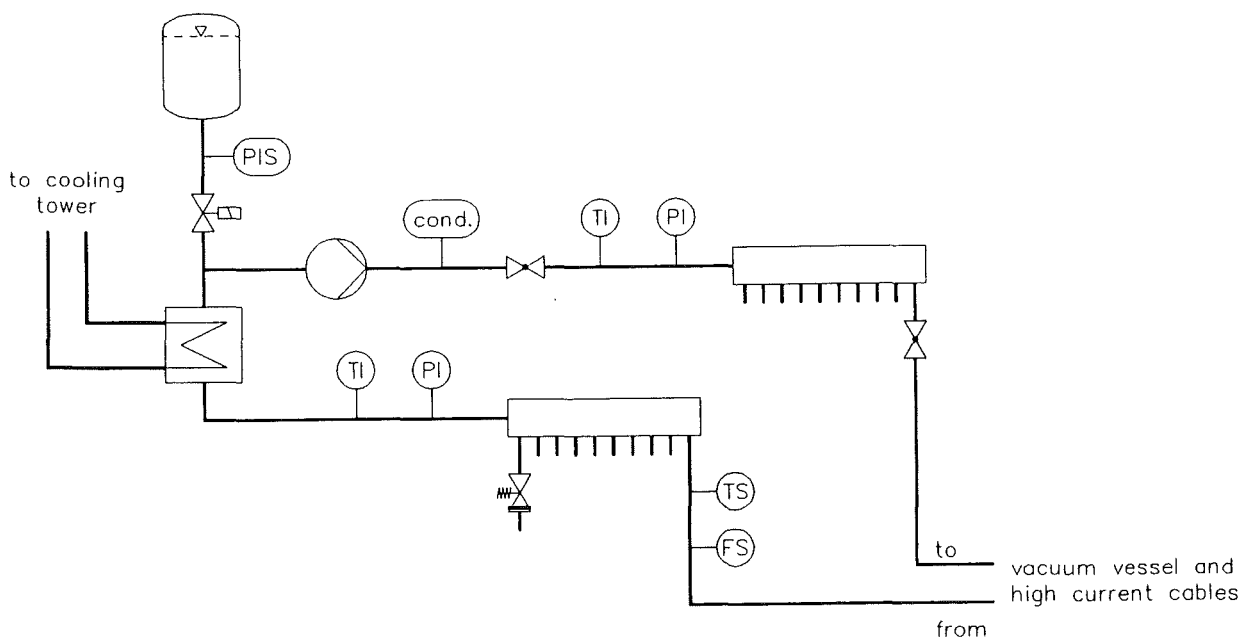 PIS
to cooling
tower
cond.
TI
PI
TI
PI
TS
FS
to
vacuum vessel and
high current cables
from